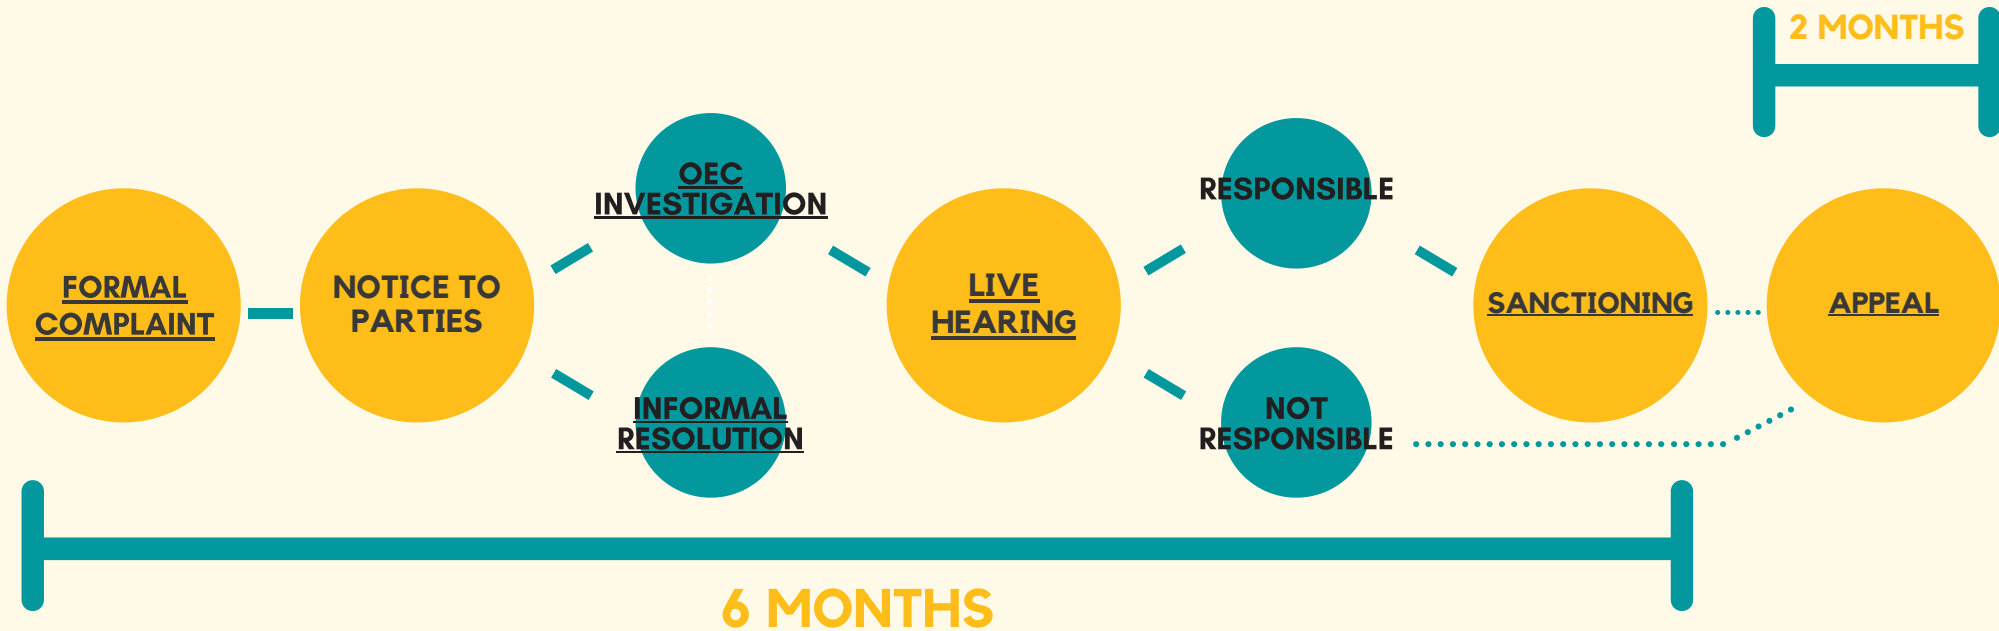 2 MONTHS
FORMAL
COMPLAINT
NOTICE TO
PARTIES
OEC
INVESTIGATION
INFORMAL
RESOLUTION
LIVE
HEARING
RESPONSIBLE
NOT
RESPONSIBLE
SANCTIONING
APPEAL
6 MONTHS